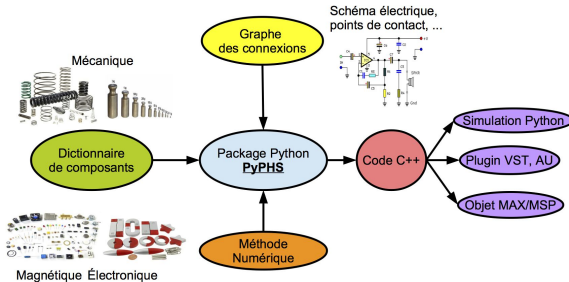 Schéma électrique,
points de contact, ...
Graphe
des connexions
Mécanique
Dictionnaire
de composants
Package Python
PyPHS
Code C++
Simulation Python
Plugin VST, AU
Objet MAX/MSP
Méthode
Numérique
Magnétique Électronique